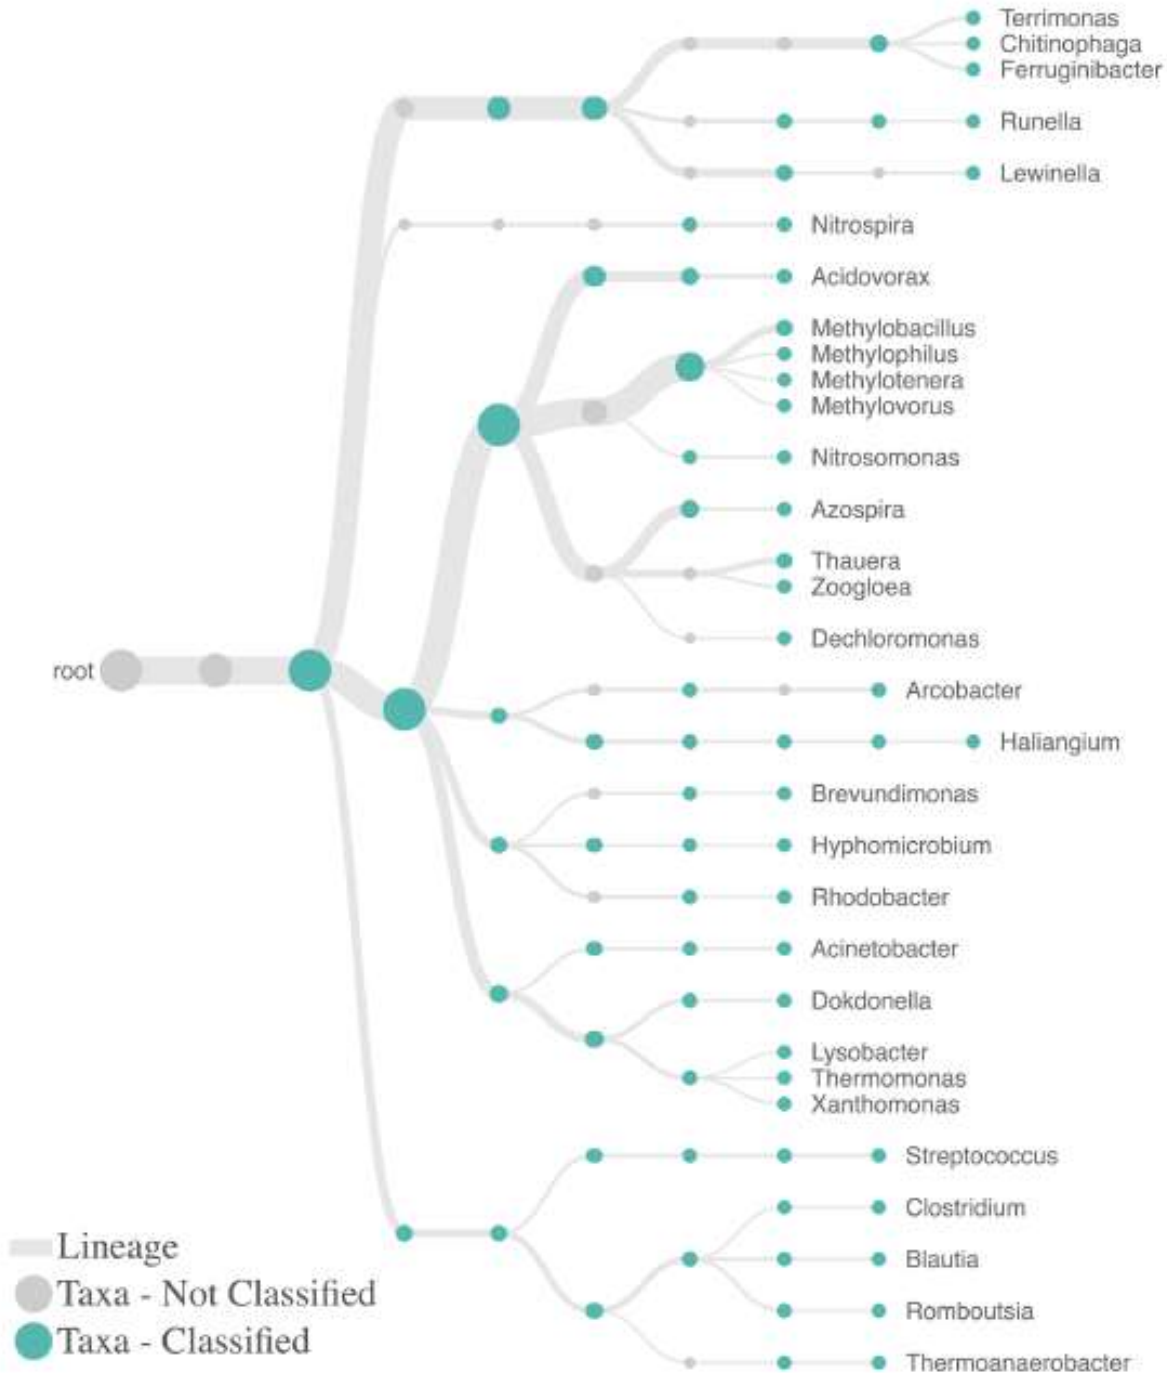 Terrimonas
Chitinophaga
Ferruginibacter
Runella
Lewinella
Nitrospira
Acidovorax
Methylobacillus
Methylophilus
Methylotenera
Methylovorus
Nitrosomonas
Azospira
Thauera
Zoogloea
Dechloromonas
root
Arcobacter
Haliangium
Brevundimonas
Hyphomicrobium
Rhodobacter
Acinetobacter
Dokdonella
Lysobacter
Thermomonas
Xanthomonas
Streptococcus
Clostridium
Blautia
Romboutsia
Thermoanaerobacter
Lineage
Taxa - Not Classified
Taxa - Classified